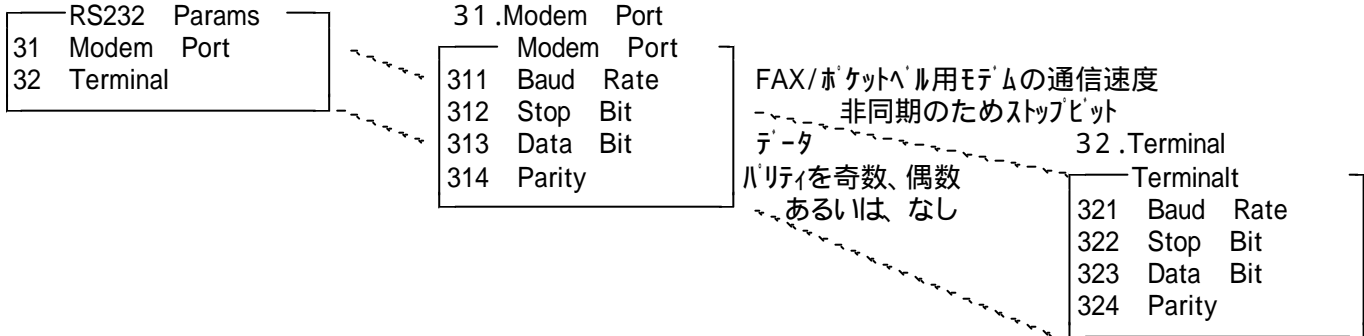 RS232 Params
31 Modem Port
32 Terminal
31.Modem Port
Modem Port
311 Baud Rate
312 Stop Bit
313 Data Bit
314 Parity
FAX/ポケットベル用モデムの通信速度
非同期のためストップビット
データ
パリティを奇数、偶数
あるいは、なし
32.Terminal
Terminalt
321 Baud Rate
322 Stop Bit
323 Data Bit
324 Parity